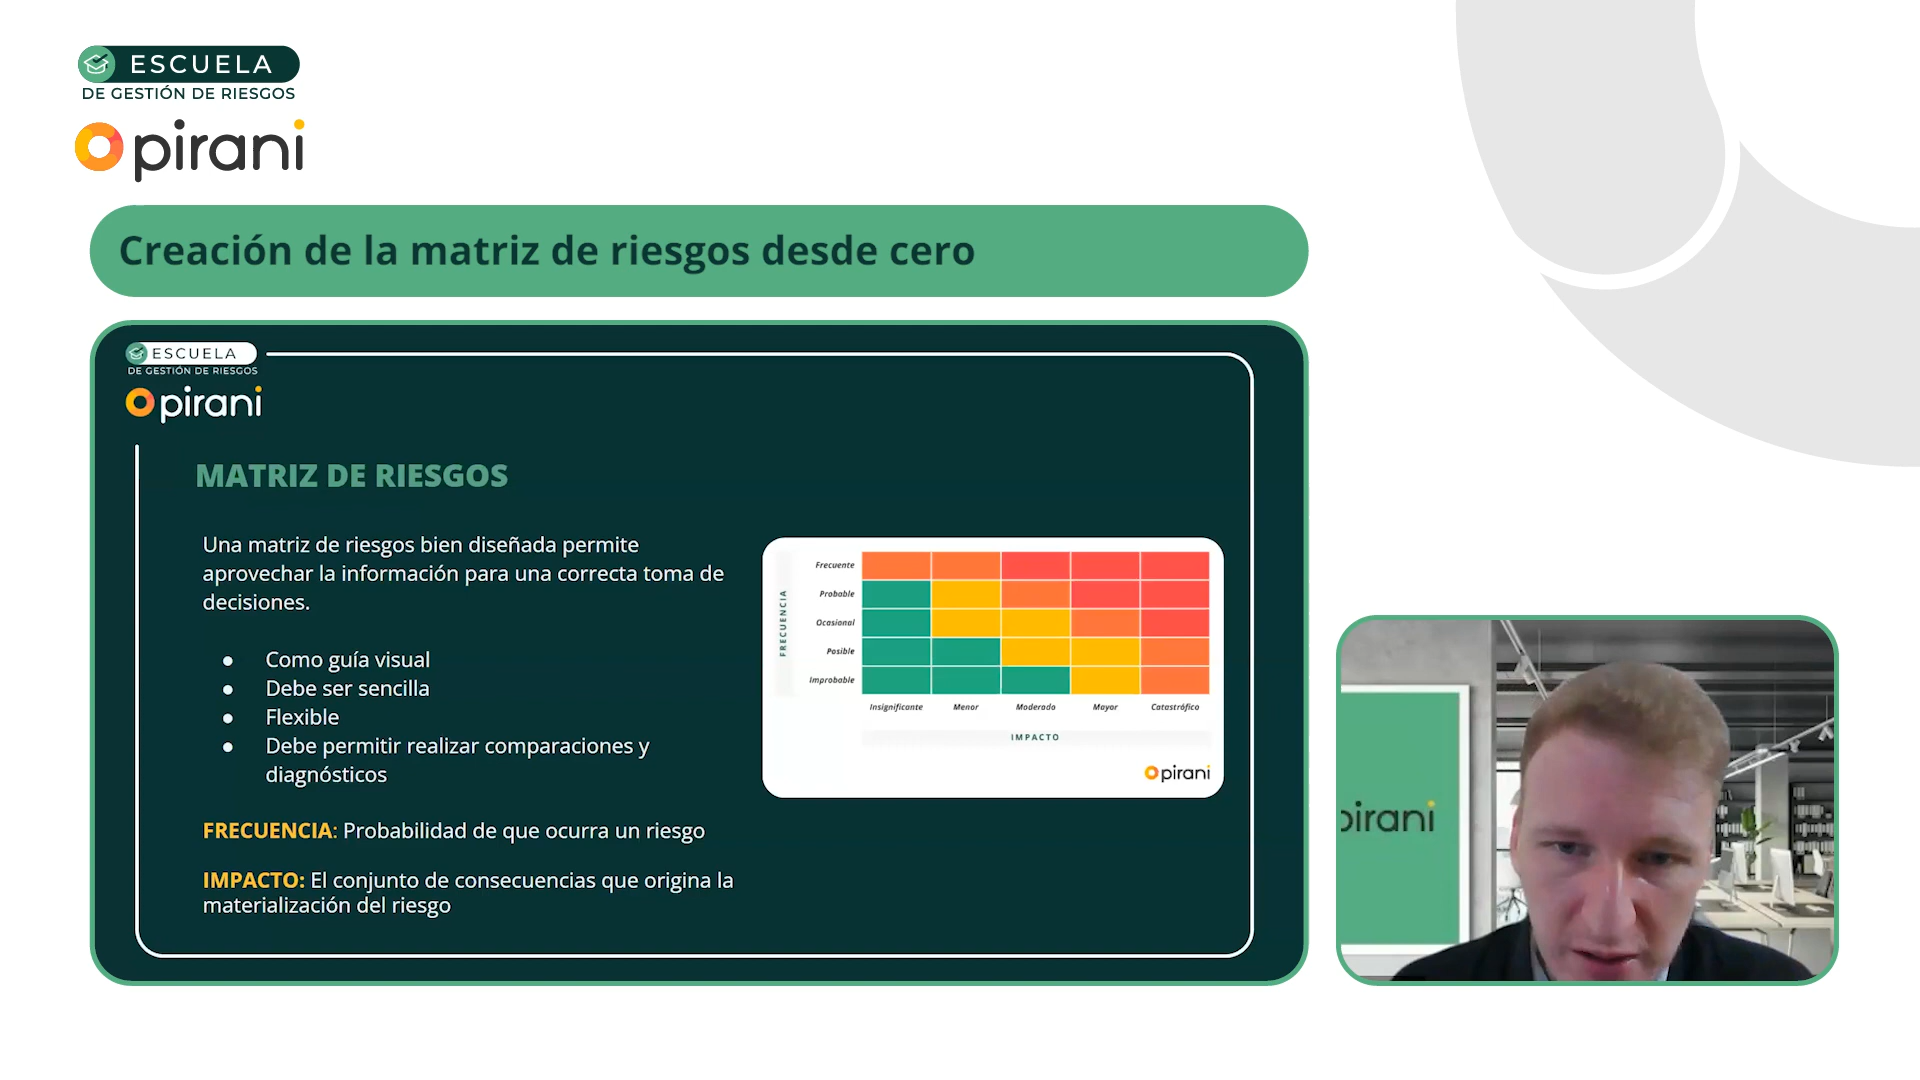 ESCUELA
DE GESTIÓN DE RIESGOS
pirani
Creación de la matriz de riesgos desde cero
ESCUELA
DE GESTIÓN DE RIESGOS
pirani
MATRIZ DE RIESGOS
Una matriz de riesgos bien diseñada permite
aprovechar la información para una correcta toma de
decisiones.
● Como guía visual
● Debe ser sencilla
● Flexible
● Debe permitir realizar comparaciones y
diagnósticos
FRECUENCIA: Probabilidad de que ocurra un riesgo
IMPACTO: El conjunto de consecuencias que origina la
materialización del riesgo
FRECUENCIA
Frecuente
Probable
Ocasional
Posible
Improbable
Insignificante Menor Moderado Mayor Catastrófico
IMPACTO
pirani
pirani